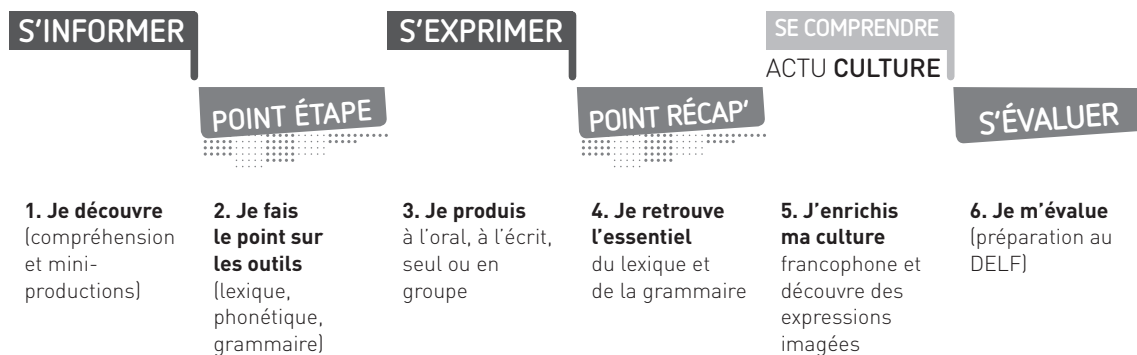 S'INFORMER
POINT ÉTAPE
S'EXPRIMER
POINT RÉCAP'
SE COMPRENDRE
ACTU CULTURE
S'ÉVALUER
1. Je découvre
(compréhension
et mini-
productions)
2. Je fais
le point sur
les outils
(lexique,
phonétique,
grammaire)
3. Je produis
à l'oral, à l'écrit,
seul ou en
groupe
4. Je retrouve
l'essentiel
du lexique et
de la grammaire
5. J'enrichis
ma culture
francophone et
découvre des
expressions
imagées
6. Je m'évalue
(préparation au
DELF)